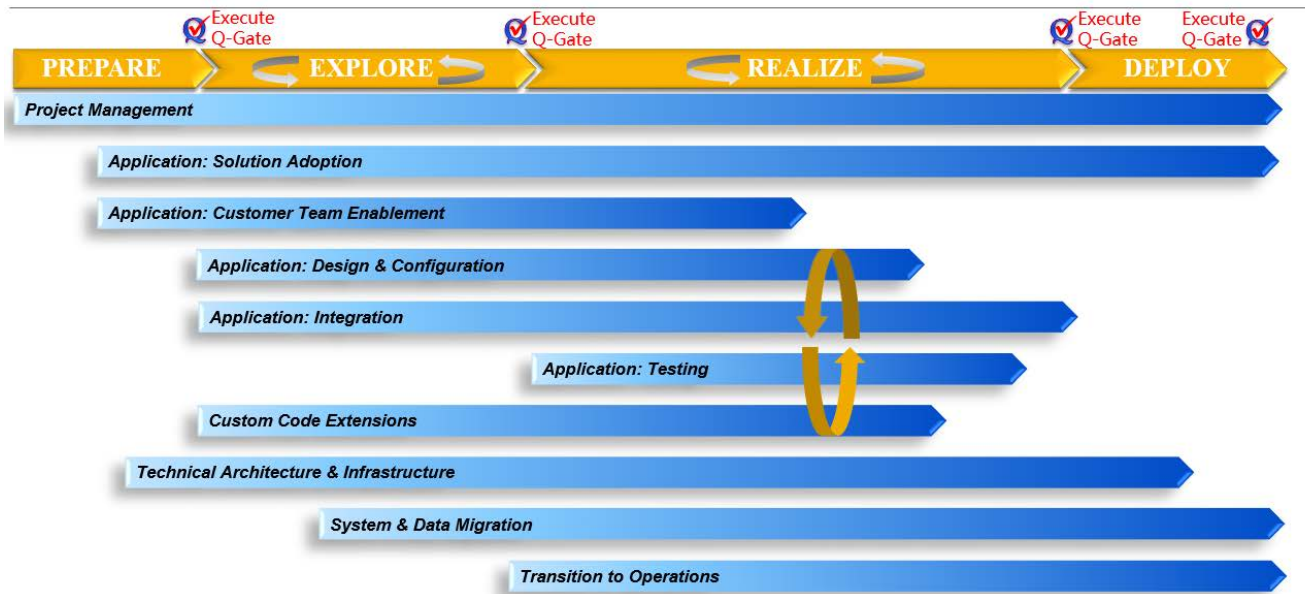 Execute
Q-Gate
Execute
Q-Gate
Execute
Q-Gate
Execute
Q-Gate
PREPARE
EXPLORE
REALIZE
DEPLOY
Project Management
Application: Solution Adoption
Application: Customer Team Enablement
Application: Design & Configuration
Application: Integration
Application: Testing
Custom Code Extensions
Technical Architecture & Infrastructure
System & Data Migration
Transition to Operations